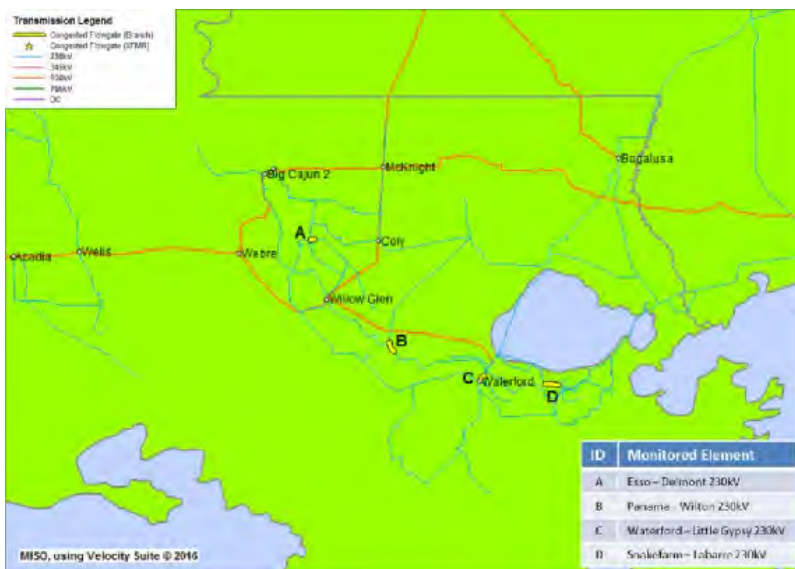 Transmission Legend
Congested Flowgate (Branch)
Congested Flowgate (XFMR)
230kV
345kV
500kV
765kV
DC
Bogalusa
McKnight
Big Cajun 2
A
Coly
Wells
Webre
Acadia
Willow Glen
B
C Waterford
D
ID Monitored Element
A Esso – Delmont 230kV
B Panama – Wilton 230kV
C Waterford – Little Gypsy 230kV
D Snakefarm – Labarre 230kV
MISO, using Velocity Suite © 2016